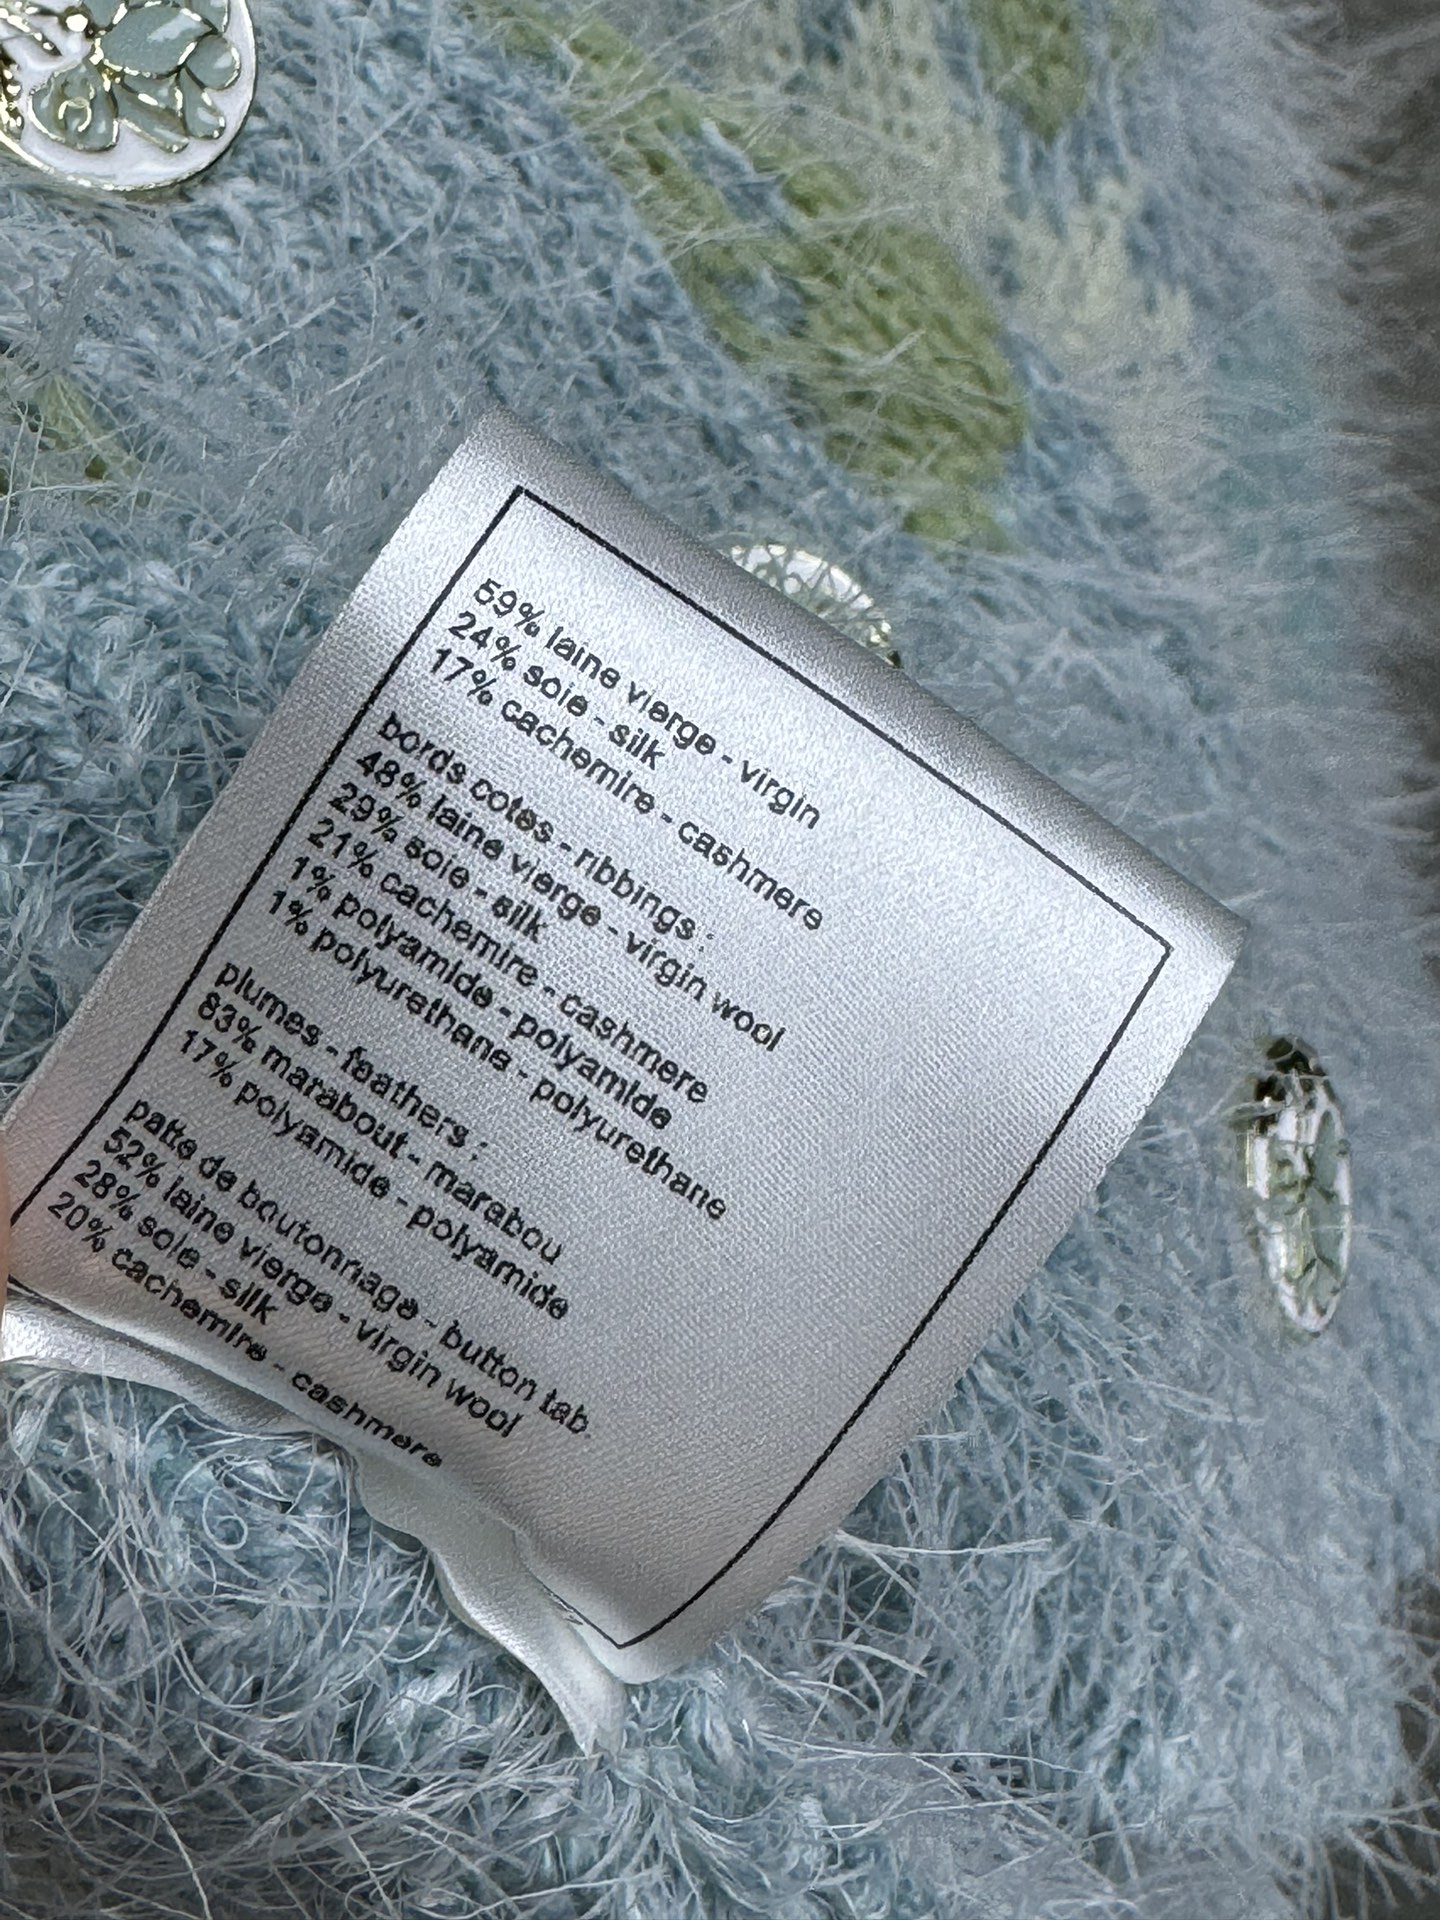 59% laine vierge - virgin
24% soie - silk
17% cachemire - cashmere
bords cotes - ribbings :
48% laine vierge - virgin wool
29% soie - silk
21% cachemire - cashmere
1% polyamide - polyamide
1% polyurethane - polyurethane
plumes - feathers :
83% marabout - marabou
17% polyamide - polyamide
patte de boutonnage - button tab
52% laine vierge - virgin wool
28% soie - silk
20% cachemire - cashmere